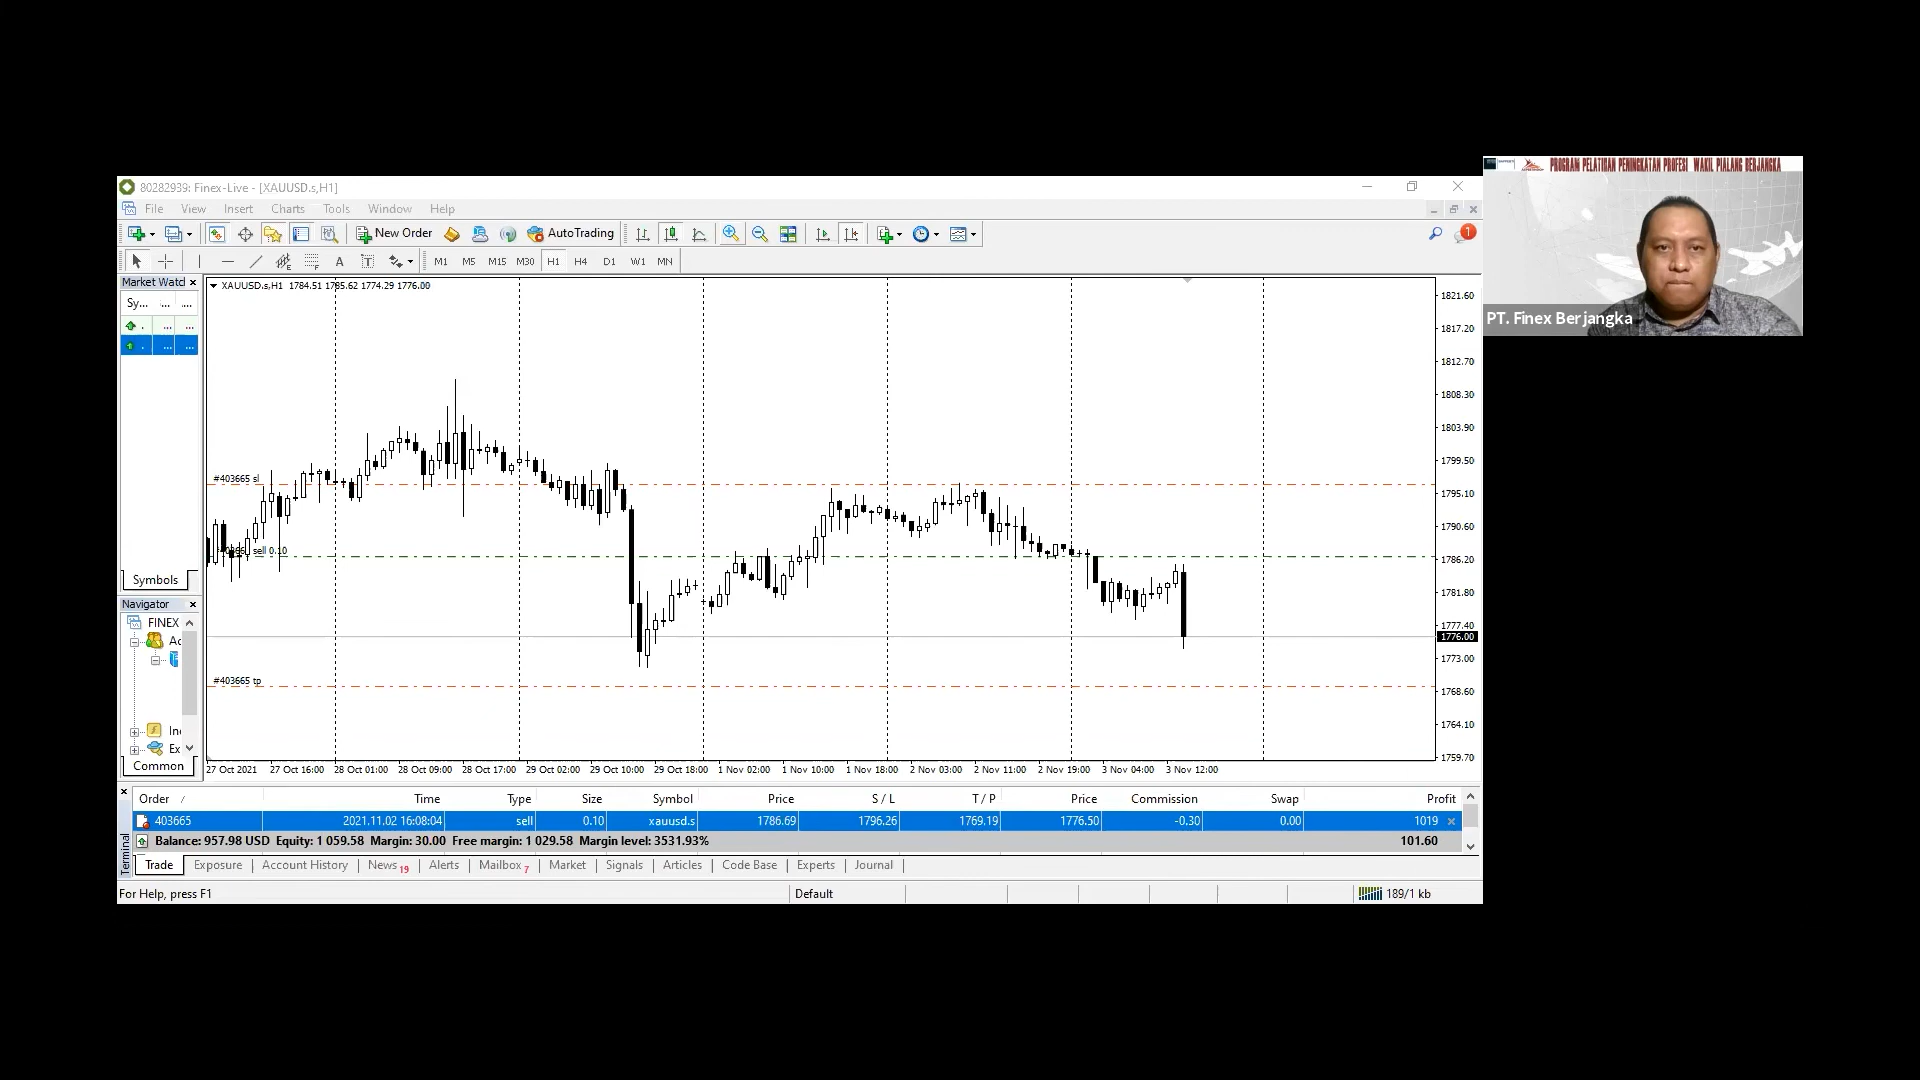 PROGRAM PELATIHAN PENINGKATAN PROFESI WAKIL PIALANG BERJANGKA
PT. Finex Berjangka
80282939: Finex-Live - [XAUUSD.s,H1]
File View Insert Charts Tools Window Help
New Order AutoTrading 1
A T M1 M5 M15 M30 H1 H4 D1 W1 MN
Market Watc
Sy... ... ...
. ... ...
. ... ...
Symbols
Navigator
FINEX
Ac
In
Ex
Common
XAUUSD.s,H1 1784.51 1785.62 1774.29 1776.00
#403665 sl
sell 0.10
#403665 tp
1821.60
1817.20
1812.70
1808.30
1803.90
1799.50
1795.10
1790.60
1786.20
1781.80
1777.40
1776.00
1773.00
1768.60
1764.10
1759.70
27 Oct 2021 27 Oct 16:00 28 Oct 01:00 28 Oct 09:00 28 Oct 17:00 29 Oct 02:00 29 Oct 10:00 29 Oct 18:00 1 Nov 02:00 1 Nov 10:00 1 Nov 18:00 2 Nov 03:00 2 Nov 11:00 2 Nov 19:00 3 Nov 04:00 3 Nov 12:00
Terminal
Order / Time Type Size Symbol Price S / L T / P Price Commission Swap Profit
403665 2021.11.02 16:08:04 sell 0.10 xauusd.s 1786.69 1796.26 1769.19 1776.50 -0.30 0.00 1019
Balance: 957.98 USD Equity: 1 059.58 Margin: 30.00 Free margin: 1 029.58 Margin level: 3531.93% 101.60
Trade Exposure Account History News 19 Alerts Mailbox 7 Market Signals Articles Code Base Experts Journal
For Help, press F1 Default 189/1 kb